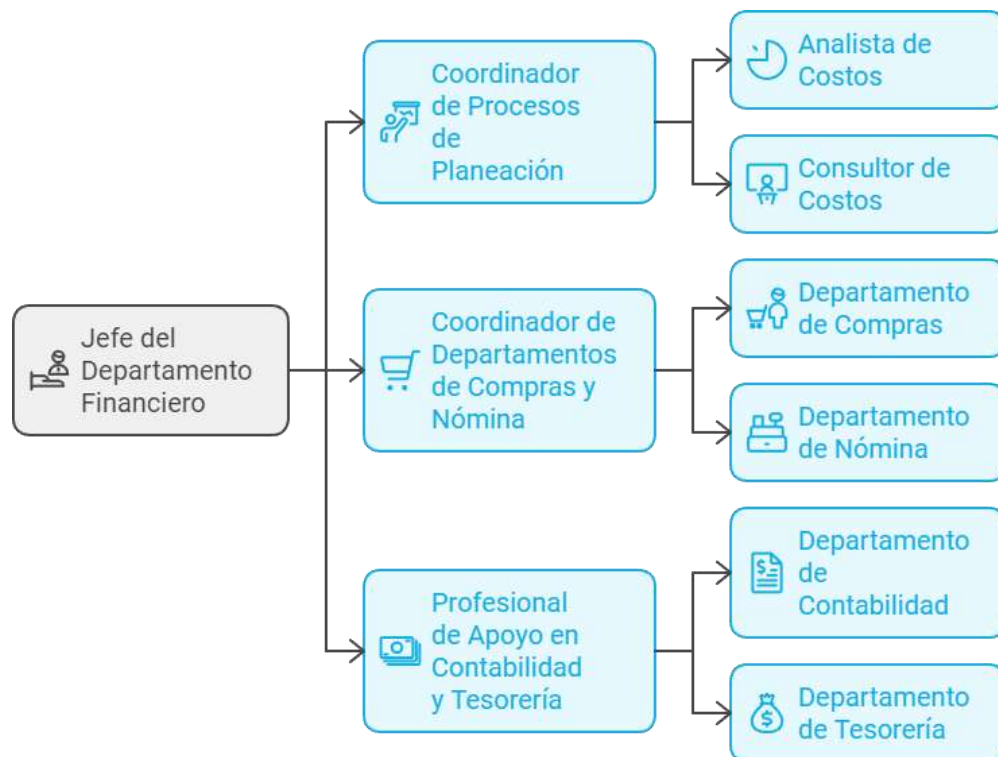 Jefe del
Departamento
Financiero
Coordinador
de Procesos
de
Planeación
Analista de
Costos
Consultor de
Costos
Coordinador de
Departamentos
de Compras y
Nómina
Departamento
de Compras
Departamento
de Nómina
Profesional
de Apoyo en
Contabilidad
y Tesorería
Departamento
de
Contabilidad
Departamento
de Tesorería